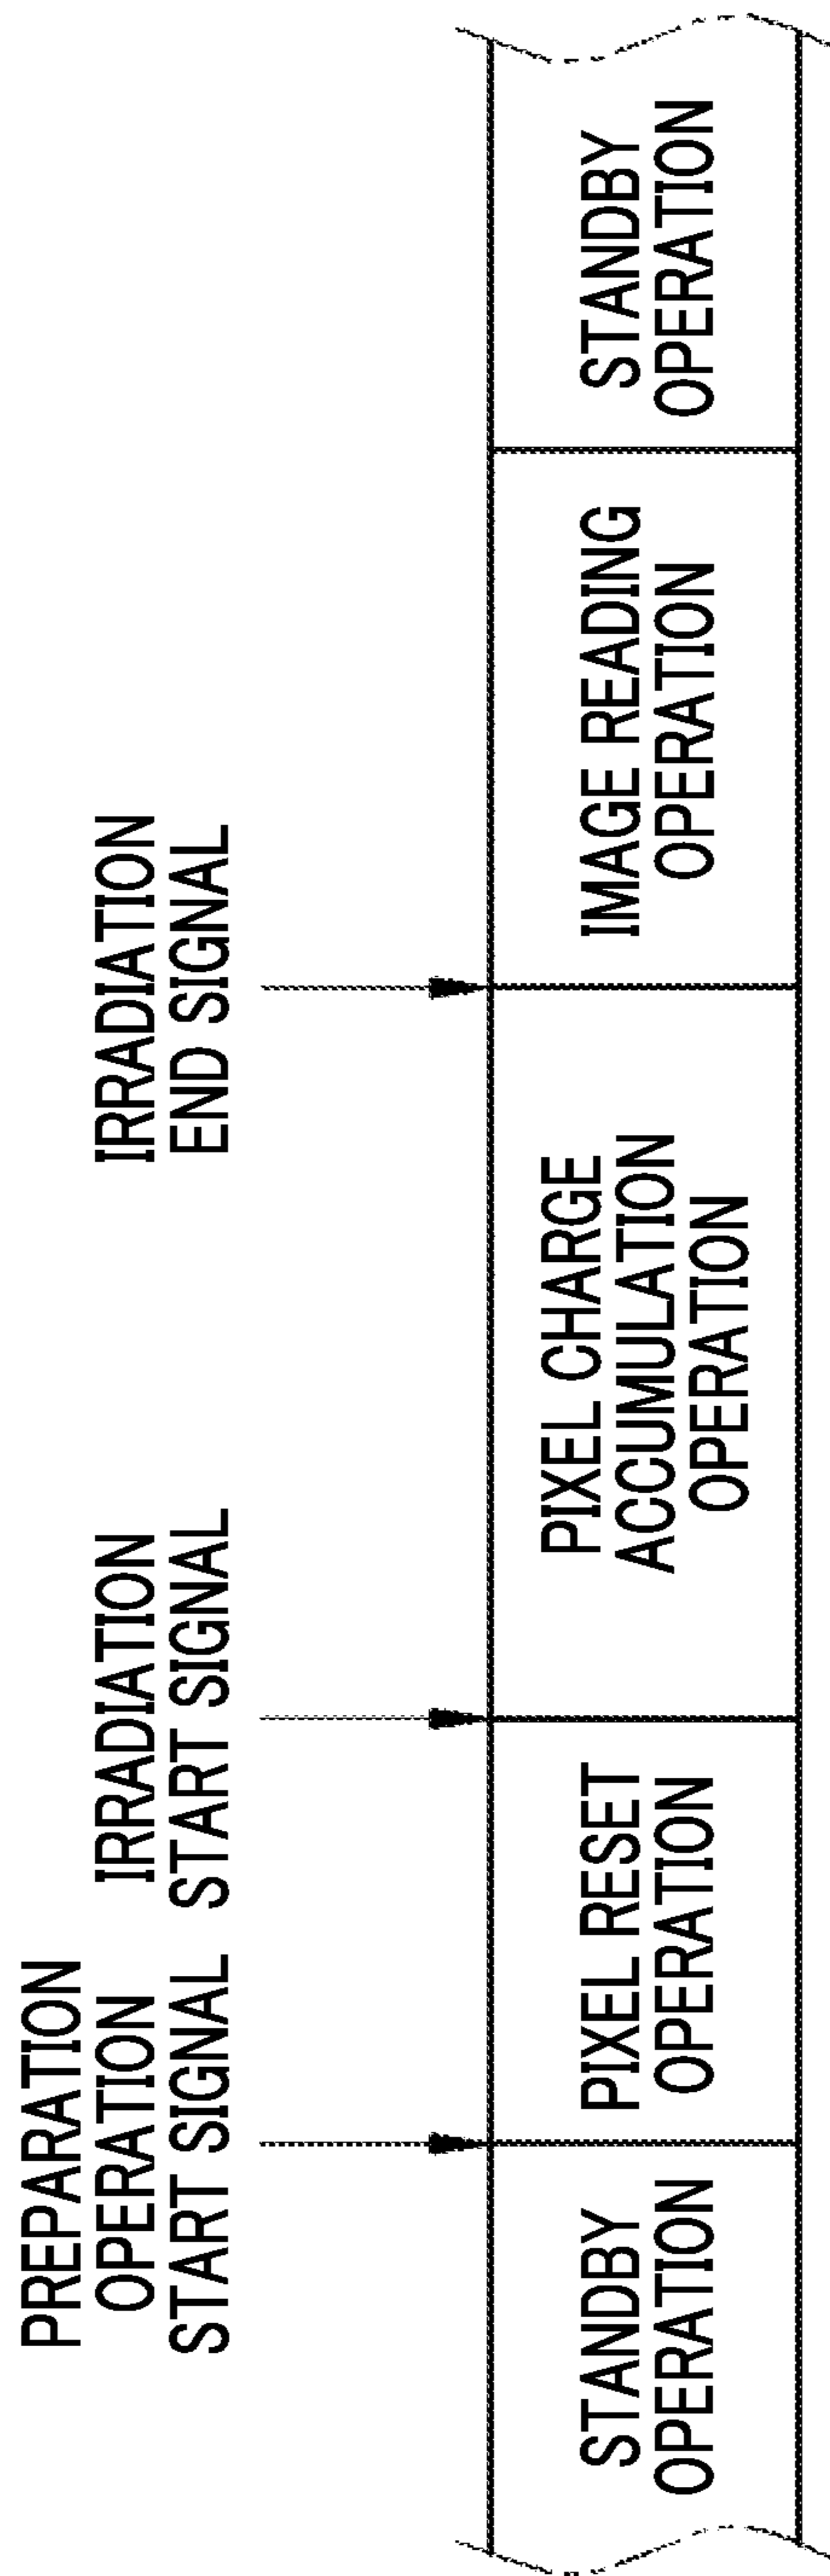 PREPARATION
OPERATION
START SIGNAL
IRRADIATION
START SIGNAL
IRRADIATION
END SIGNAL
STANDBY
OPERATION
PIXEL RESET
OPERATION
PIXEL CHARGE
ACCUMULATION
OPERATION
IMAGE READING
OPERATION
STANDBY
OPERATION